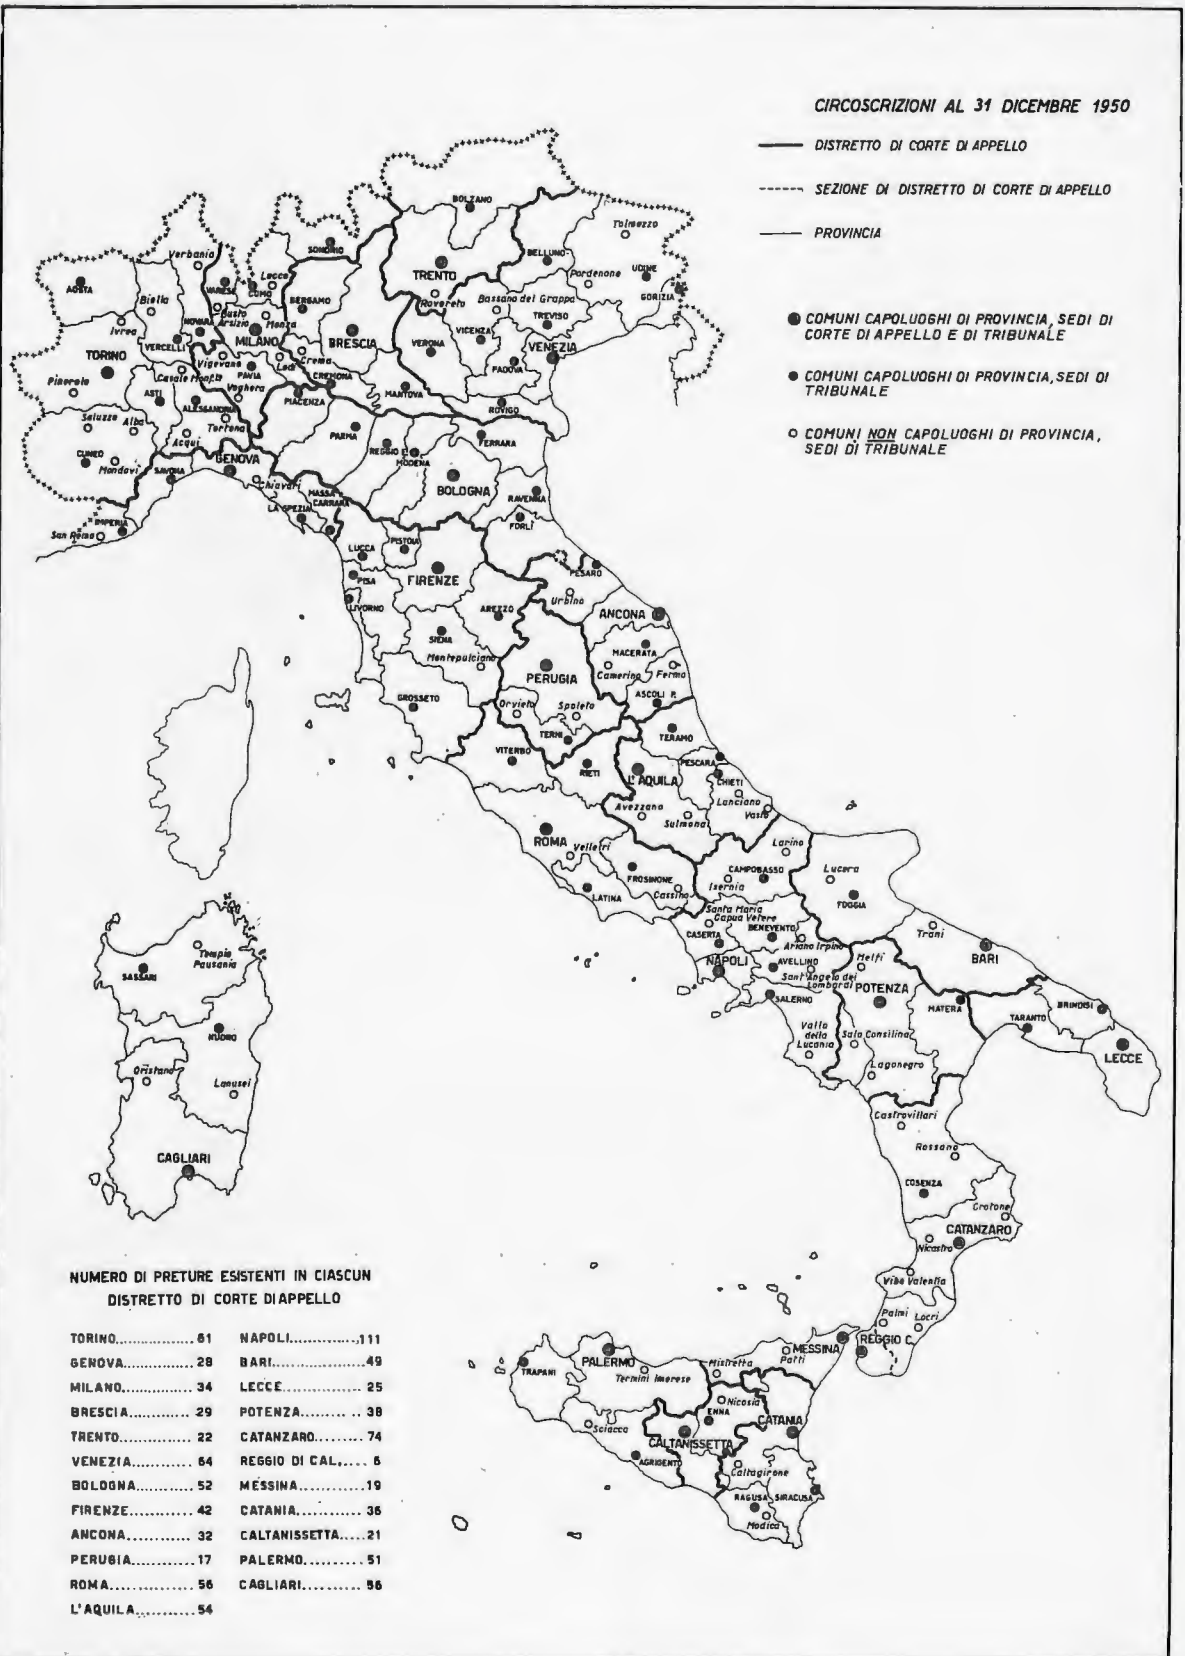 CIRCOSCRIZIONI AL 31 DICEMBRE 1950
DISTRETTO DI CORTE DI APPELLO
SEZIONE DI DISTRETTO DI CORTE DI APPELLO
PROVINCIA
COMUNI CAPOLUOGHI DI PROVINCIA, SEDI DI
CORTE DI APPELLO E DI TRIBUNALE
COMUNI CAPOLUOGHI DI PROVINCIA, SEDI DI
TRIBUNALE
COMUNI NON CAPOLUOGHI DI PROVINCIA,
SEDI DI TRIBUNALE
BOLZANO
Tolmezzo
SONDRIO
BELLUNO
Verbania
TRENTO
UDINE
Pordenone
Lecco
AOSTA
VARESE
COMO
GORIZIA
Biella
BERGAMO
Rovereto
Bassano del Grappa
Busto
Arsizio
TREVISO
Ivrea
NOVARA
Monza
VICENZA
VERCELLI
MILANO
BRESCIA
VERONA
VENEZIA
TORINO
Vigevano
Lodi
Crema
PADOVA
Casale Monf.to
PAVIA
Pinerolo
CREMONA
MANTOVA
ASTI
Voghera
PIACENZA
ROVIGO
ALESSANDRIA
Saluzzo
Alba
Tortona
PARMA
Acqui
FERRARA
REGGIO E.
MODENA
CUNEO
GENOVA
Mondovì
SAVONA
Chiavari
BOLOGNA
MASSA
CARRARA
RAVENNA
LA SPEZIA
IMPERIA
FORLÌ
San Remo
LUCCA
PISTOIA
FIRENZE
PESARO
PISA
Urbino
LIVORNO
AREZZO
ANCONA
SIENA
MACERATA
Montepulciano
Camerino
Fermo
PERUGIA
ASCOLI P.
GROSSETO
Orvieto
Spoleto
TERNI
TERAMO
VITERBO
PESCARA
RIETI
L'AQUILA
CHIETI
Avezzano
Lanciano
Vasto
Sulmona
ROMA
Velletri
Larino
FROSINONE
CAMPOBASSO
Lucera
Isernia
LATINA
Cassino
FOGGIA
Santa Maria
Capua Vetere
CASERTA
BENEVENTO
Trani
Ariano Irpino
BARI
NAPOLI
AVELLINO
Melfi
Sant'Angelo dei
Lombardi
POTENZA
SALERNO
MATERA
BRINDISI
TARANTO
Vallo
della
Lucania
Sala Consilina
LECCE
Lagonegro
Tempio
Pausania
SASSARI
NUORO
Oristano
Lanusei
CAGLIARI
Castrovillari
Rossano
COSENZA
Crotone
CATANZARO
Nicastro
Vibo Valentia
Palmi
Locri
MESSINA
REGGIO C.
Patti
Mistretta
PALERMO
TRAPANI
Termini Imerese
Nicosia
ENNA
CATANIA
Sciacca
CALTANISSETTA
AGRIGENTO
Caltagirone
RAGUSA
SIRACUSA
Modica
NUMERO DI PRETURE ESISTENTI IN CIASCUN
DISTRETTO DI CORTE DI APPELLO
TORINO................ 61 NAPOLI..............111
GENOVA............... 28 BARI................49
MILANO............... 34 LECCE............... 25
BRESCIA.............. 29 POTENZA.......... 38
TRENTO............... 22 CATANZARO........ 74
VENEZIA.............. 64 REGGIO DI CAL..... 6
BOLOGNA............. 52 MESSINA............19
FIRENZE.............. 42 CATANIA............ 36
ANCONA.............. 32 CALTANISSETTA.....21
PERUGIA.............17 PALERMO........... 51
ROMA................ 56 CAGLIARI........... 56
L'AQUILA............ 54